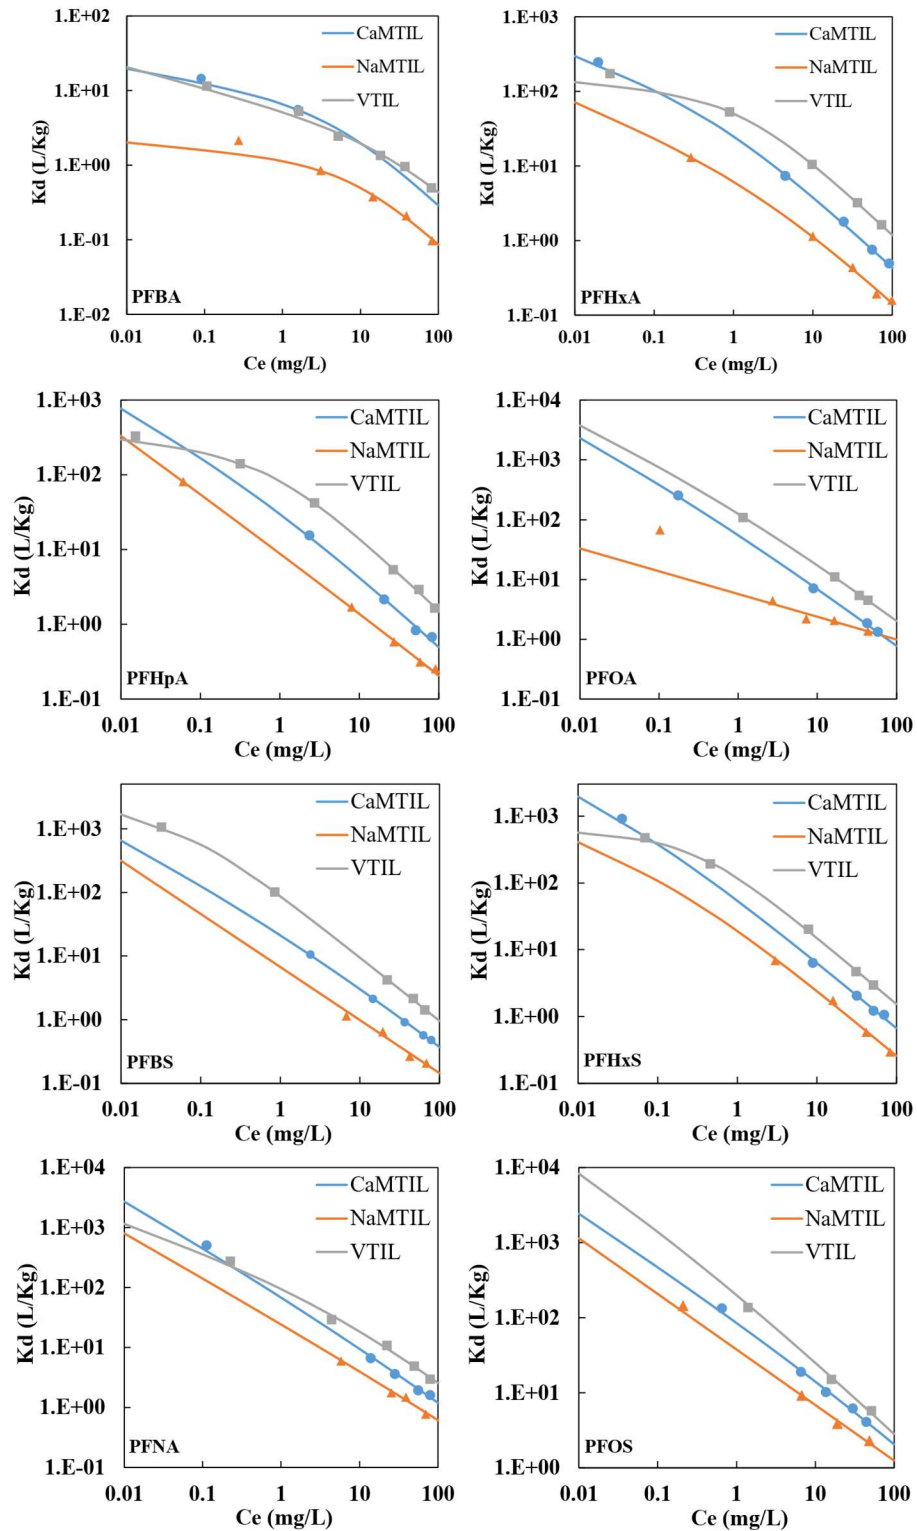 1.E+02
1.E+01
1.E+00
1.E-01
1.E-02
Kd (L/Kg)
CaMTIL
NaMTIL
VTIL
PFBA
0.01 0.1 1 10 100
Ce (mg/L)
1.E+03
1.E+02
1.E+01
1.E+00
1.E-01
Kd (L/Kg)
CaMTIL
NaMTIL
VTIL
PFHxA
0.01 0.1 1 10 100
Ce (mg/L)
1.E+03
1.E+02
1.E+01
1.E+00
1.E-01
Kd (L/Kg)
CaMTIL
NaMTIL
VTIL
PFHpA
0.01 0.1 1 10 100
Ce (mg/L)
1.E+04
1.E+03
1.E+02
1.E+01
1.E+00
1.E-01
Kd (L/Kg)
CaMTIL
NaMTIL
VTIL
PFOA
0.01 0.1 1 10 100
Ce (mg/L)
1.E+03
1.E+02
1.E+01
1.E+00
1.E-01
Kd (L/Kg)
CaMTIL
NaMTIL
VTIL
PFBS
0.01 0.1 1 10 100
Ce (mg/L)
1.E+03
1.E+02
1.E+01
1.E+00
1.E-01
Kd (L/Kg)
CaMTIL
NaMTIL
VTIL
PFHxS
0.01 0.1 1 10 100
Ce (mg/L)
1.E+04
1.E+03
1.E+02
1.E+01
1.E+00
1.E-01
Kd (L/Kg)
CaMTIL
NaMTIL
VTIL
PFNA
0.01 0.1 1 10 100
Ce (mg/L)
1.E+04
1.E+03
1.E+02
1.E+01
1.E+00
Kd (L/Kg)
CaMTIL
NaMTIL
VTIL
PFOS
0.01 0.1 1 10 100
Ce (mg/L)